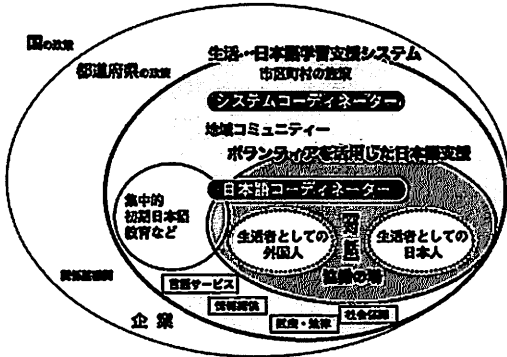 国の政策
都道府県の政策
生活・日本語学習支援システム
市区町村の政策
システムコーディネーター
地域コミュニティー
ボランティアを活用した日本語支援
日本語コーディネーター
集中的
初期日本語
教育など
生活者としての
外国人
対話
生活者としての
日本人
協働の場
言語サービス
情報提供
医療・法律
社会保障
企業